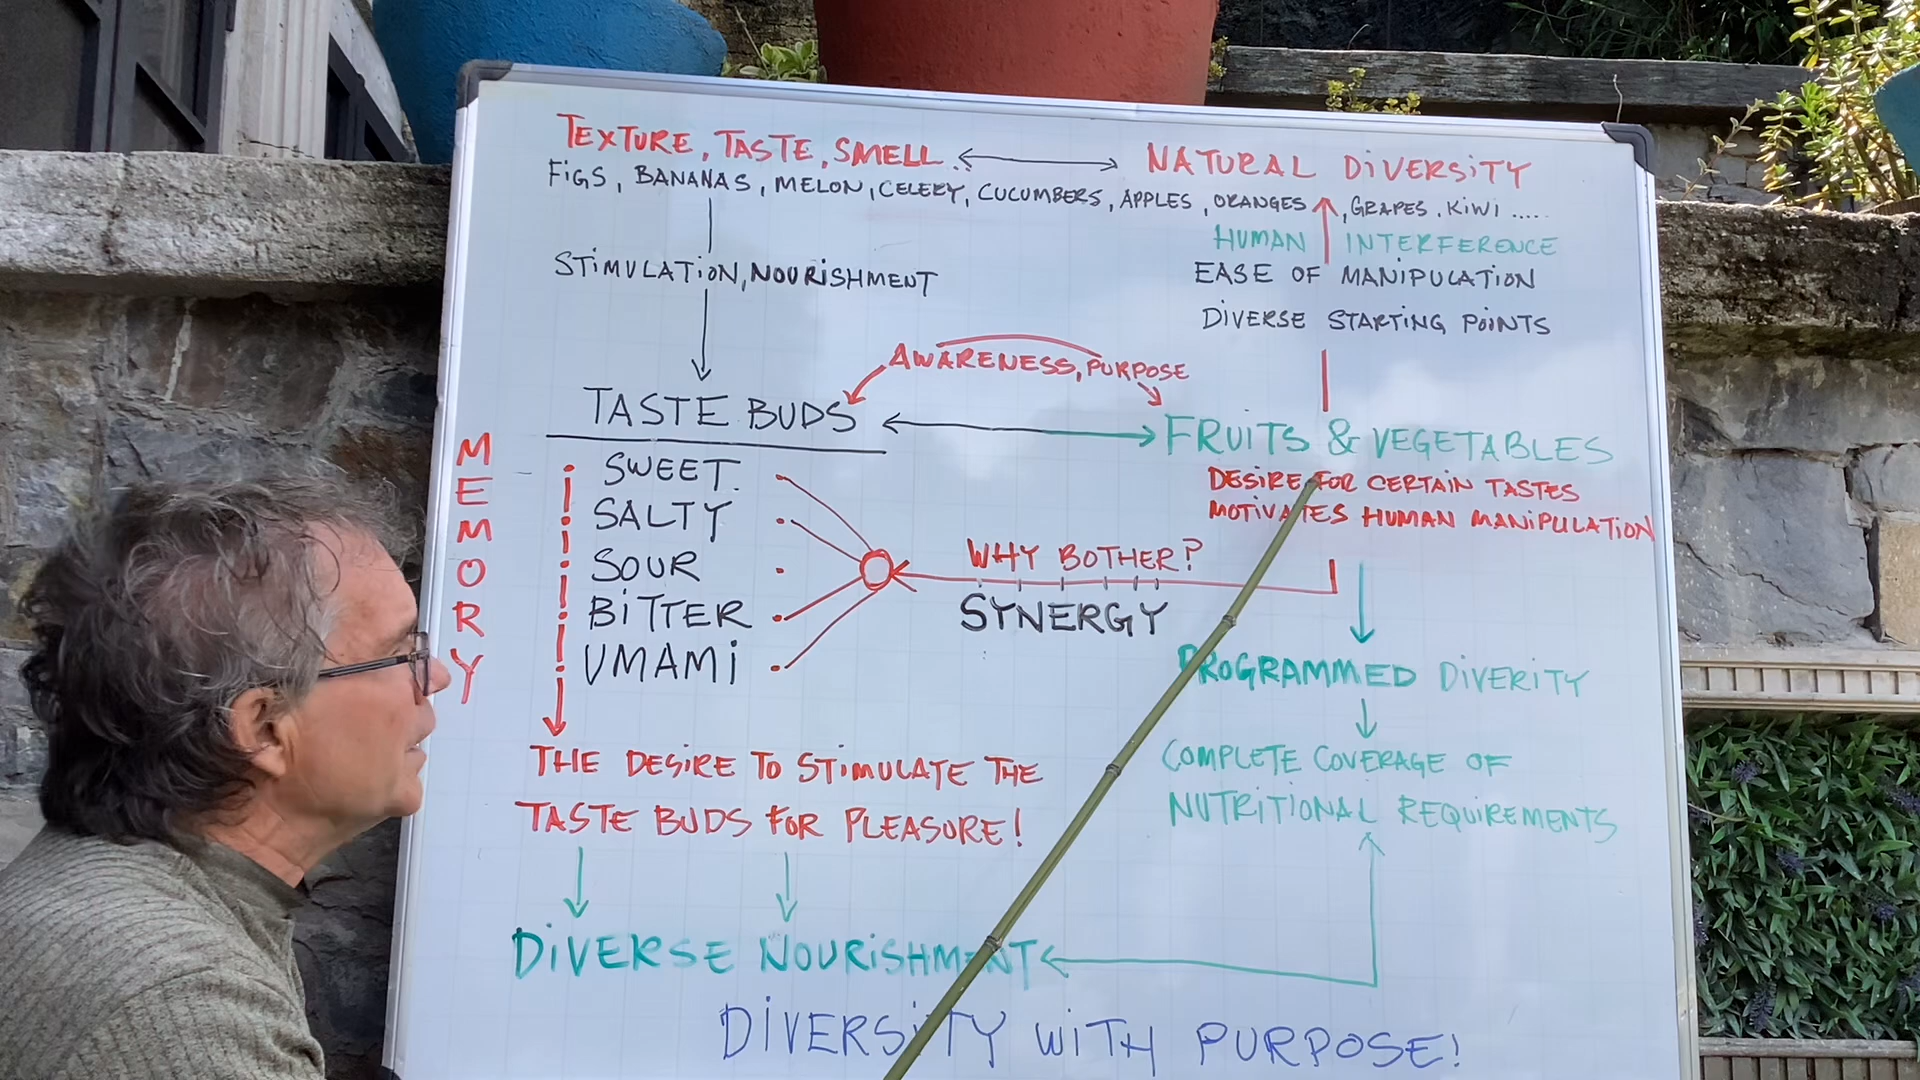 TEXTURE, TASTE, SMELL
NATURAL DIVERSITY
FIGS, BANANAS, MELON, CELERY, CUCUMBERS, APPLES, ORANGES, GRAPES, KIWI .....
HUMAN INTERFERENCE
STIMULATION, NOURISHMENT
EASE OF MANIPULATION
DIVERSE STARTING POINTS
AWARENESS, PURPOSE
TASTE BUDS
FRUITS & VEGETABLES
MEMORY
SWEET
SALTY
SOUR
BITTER
UMAMI
DESIRE FOR CERTAIN TASTES
MOTIVATES HUMAN MANIPULATION
WHY BOTHER?
SYNERGY
PROGRAMMED DIVERITY
COMPLETE COVERAGE OF
NUTRITIONAL REQUIREMENTS
THE DESIRE TO STIMULATE THE
TASTE BUDS FOR PLEASURE!
DIVERSE NOURISHMENT
DIVERSITY WITH PURPOSE!